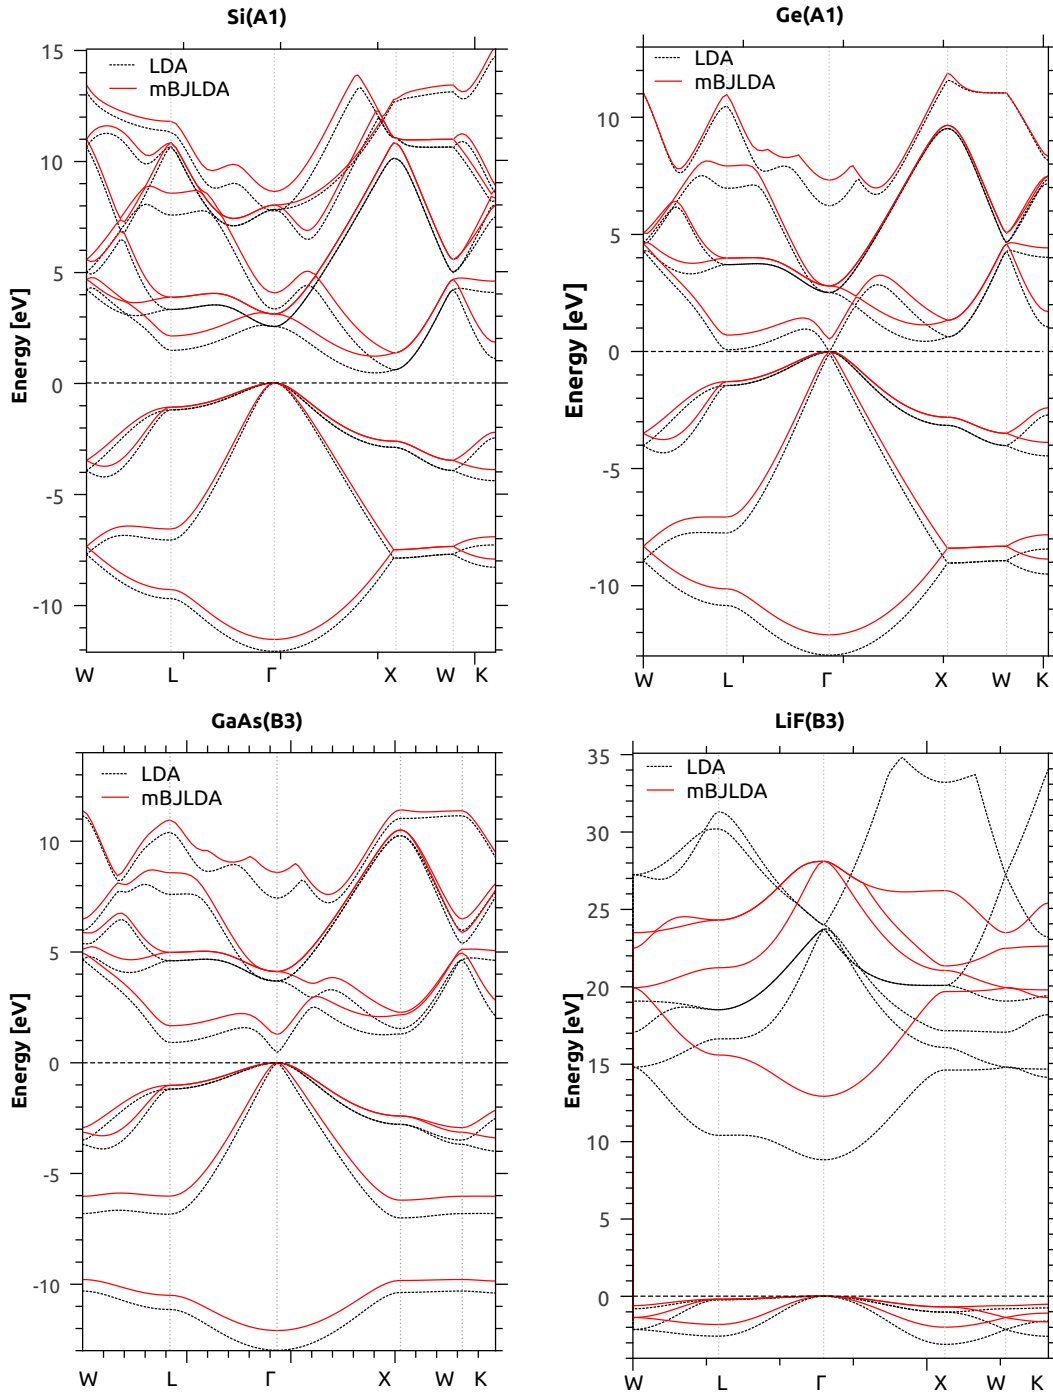 Si(A1)
LDA
mBJLDA
Energy [eV]
15
10
5
0
-5
-10
W L Γ X W K
Ge(A1)
LDA
mBJLDA
Energy [eV]
10
5
0
-5
-10
W L Γ X W K
GaAs(B3)
LDA
mBJLDA
Energy [eV]
10
5
0
-5
-10
W L Γ X W K
LiF(B3)
LDA
mBJLDA
Energy [eV]
35
30
25
20
15
10
5
0
W L Γ X W K